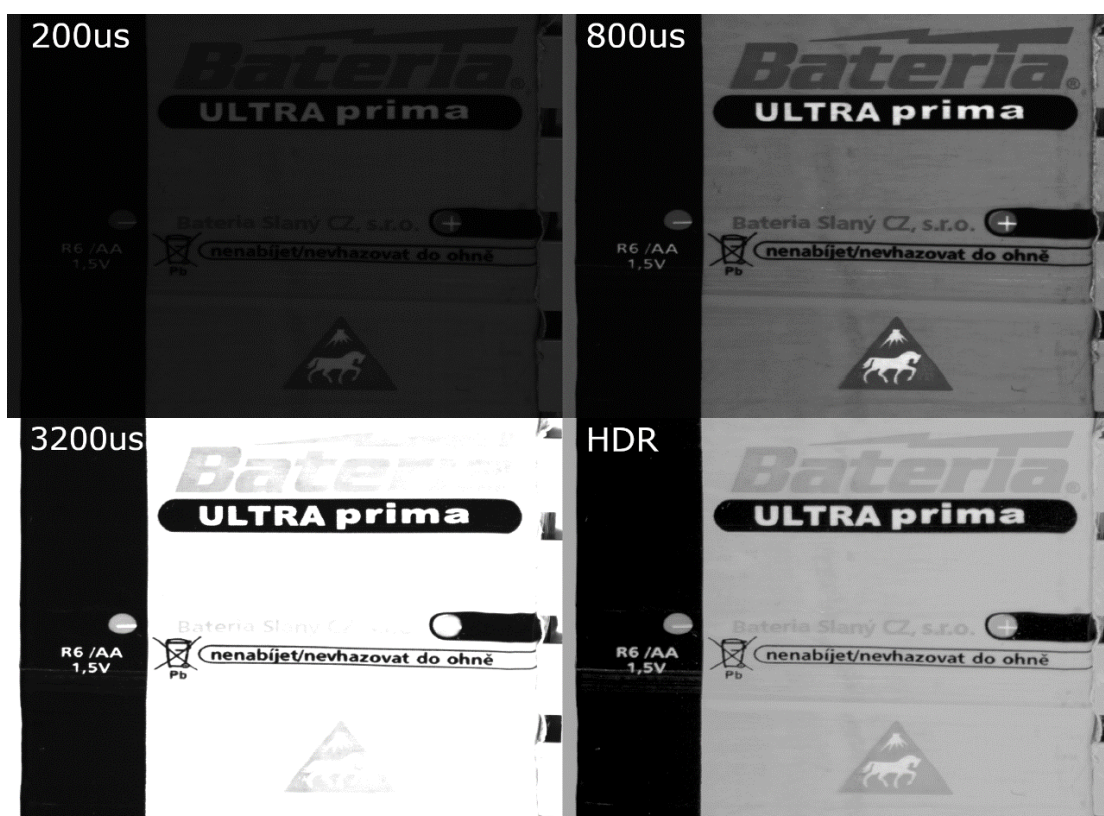 200us
Bateria®
ULTRA prima
Bateria Slaný CZ, s.r.o.
R6 /AA
1,5V
nenabíjet/nevhazovat do ohně
Pb
800us
Bateria®
ULTRA prima
Bateria Slaný CZ, s.r.o.
R6 /AA
1,5V
nenabíjet/nevhazovat do ohně
Pb
3200us
Bateria
ULTRA prima
Bateria Slaný
R6 /AA
1,5V
nenabíjet/nevhazovat do ohně
Pb
HDR
Bateria®
ULTRA prima
Bateria Slaný CZ, s.r.o.
R6 /AA
1,5V
nenabíjet/nevhazovat do ohně
Pb